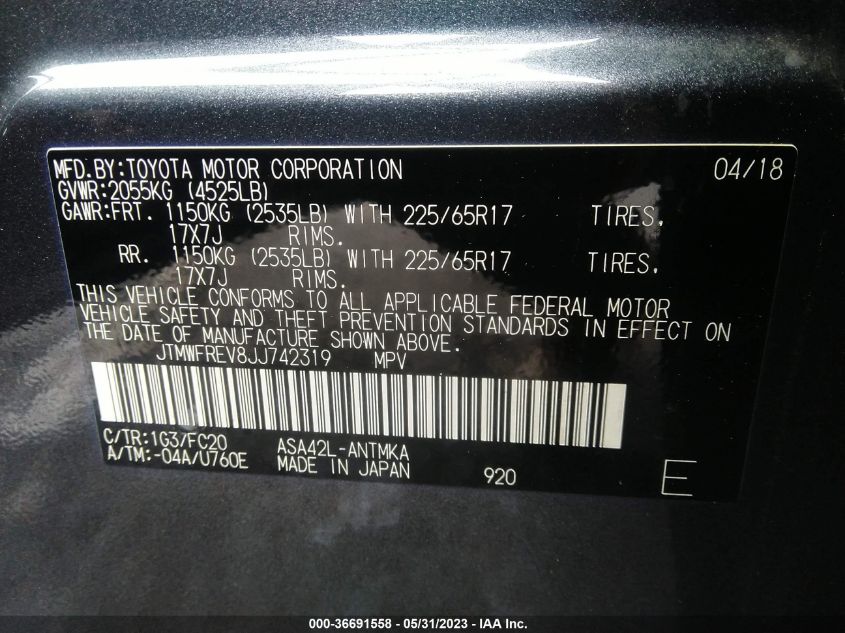 MFD.BY:TOYOTA MOTOR CORPORATION 04/18
GVWR:2055KG (4525LB)
GAWR:FRT. 1150KG (2535LB) WITH 225/65R17 TIRES.
17X7J RIMS.
RR. 1150KG (2535LB) WITH 225/65R17 TIRES.
17X7J RIMS.
THIS VEHICLE CONFORMS TO ALL APPLICABLE FEDERAL MOTOR
VEHICLE SAFETY AND THEFT PREVENTION STANDARDS IN EFFECT ON
THE DATE OF MANUFACTURE SHOWN ABOVE.
JTMWFREV8JJ742319 MPV
C/TR:1G3/FC20 ASA42L-ANTMKA
A/TM:-04A/U760E MADE IN JAPAN 920 E
000-36691558 - 05/31/2023 - IAA Inc.